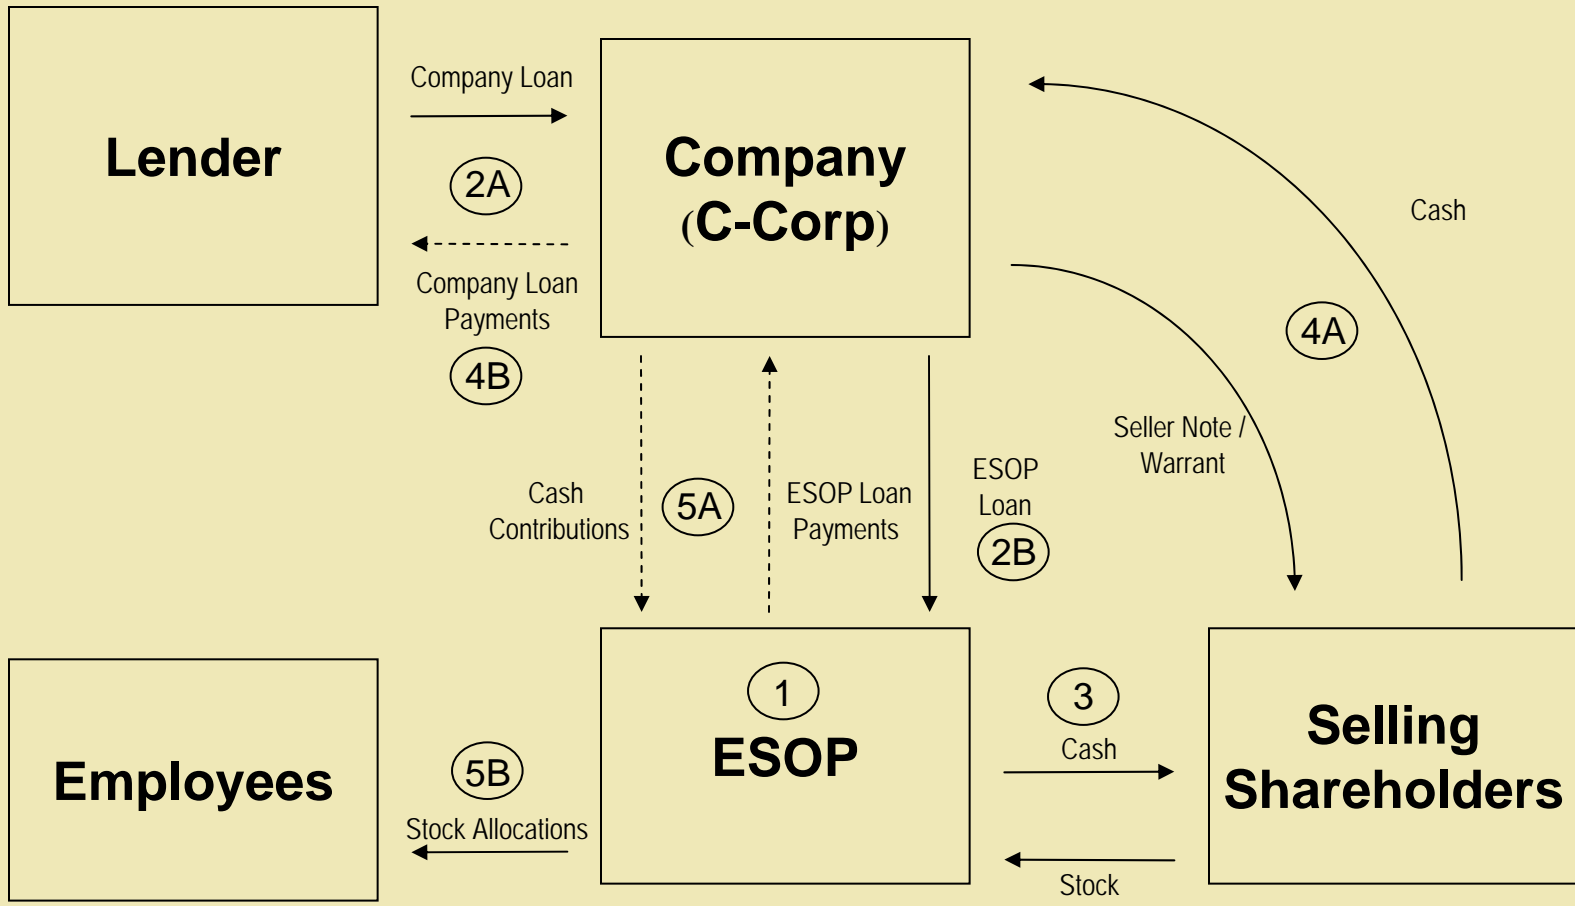 Lender
Company Loan
2A
Company Loan
Payments
4B
Company
(C-Corp)
Cash
4A
Seller Note /
Warrant
Cash
Contributions
5A
ESOP Loan
Payments
ESOP
Loan
2B
Employees
5B
Stock Allocations
1
ESOP
3
Cash
Stock
Selling
Shareholders